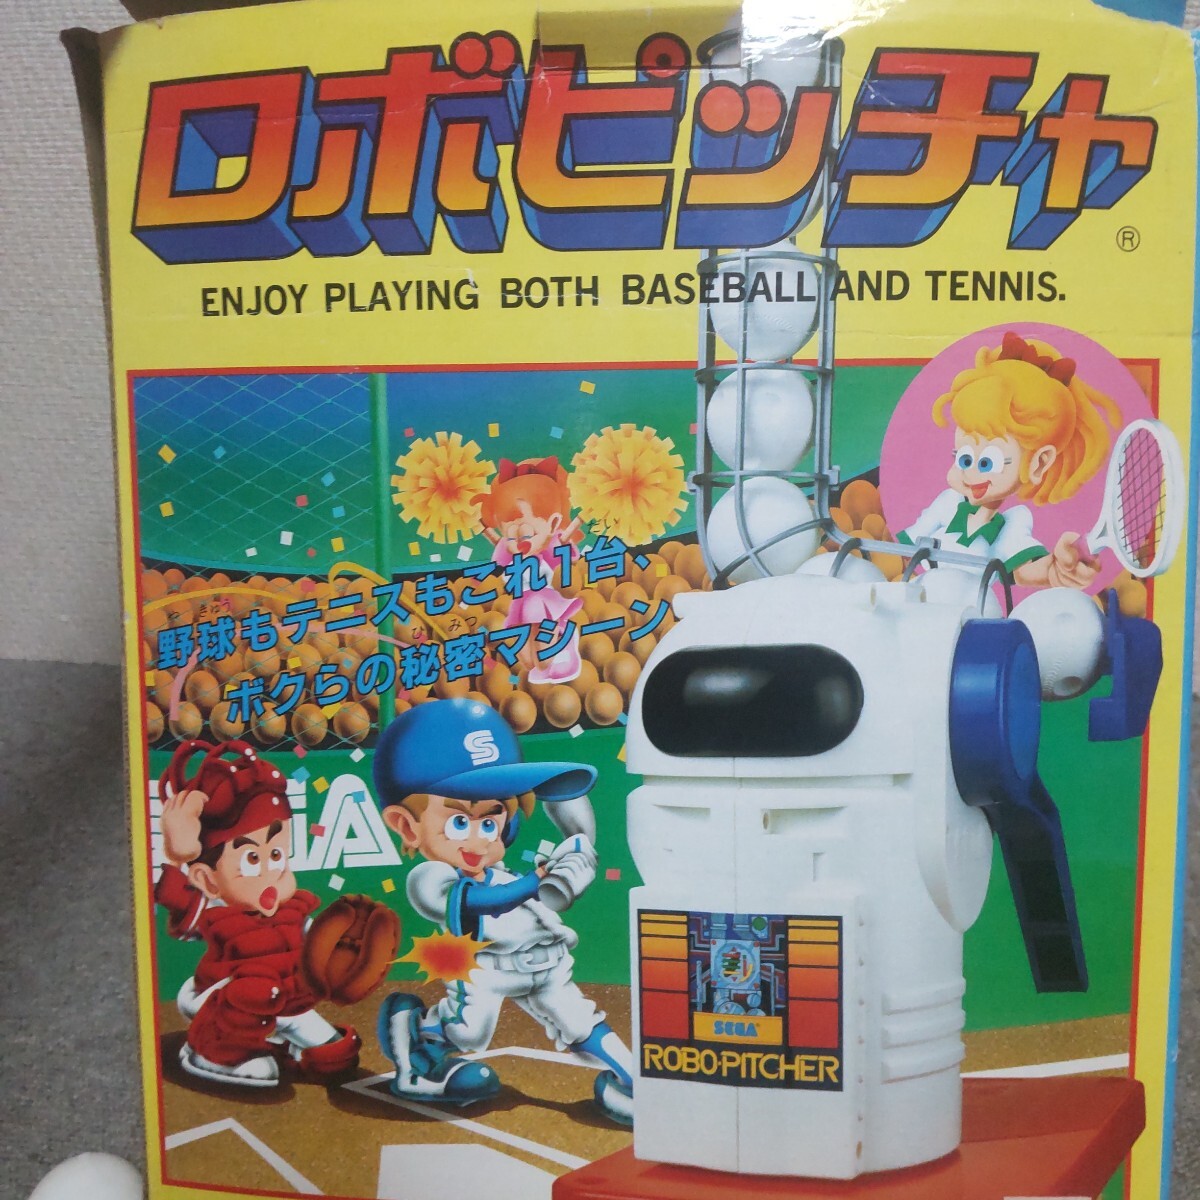 ロボピッチャ
®
ENJOY PLAYING BOTH BASEBALL AND TENNIS.
野球もテニスもこれ1台、
ボクらの秘密マシーン
S
SEGA
ROBO·PITCHER